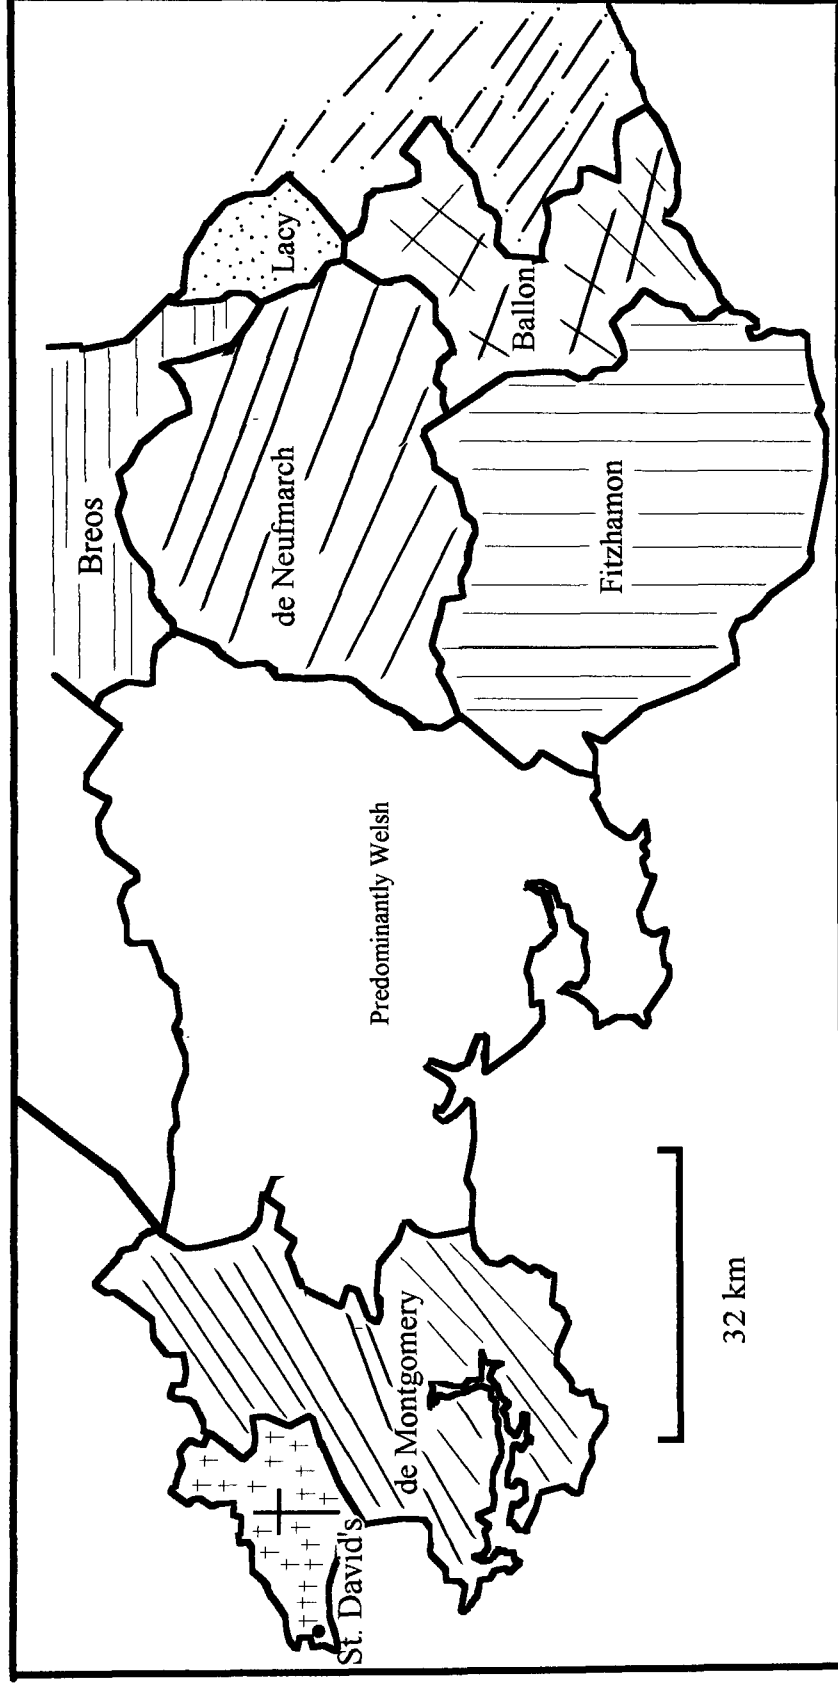 Breos
Lacy
de Neufmarch
Ballon
Fitzhamon
Predominantly Welsh
de Montgomery
St. David's
32 km